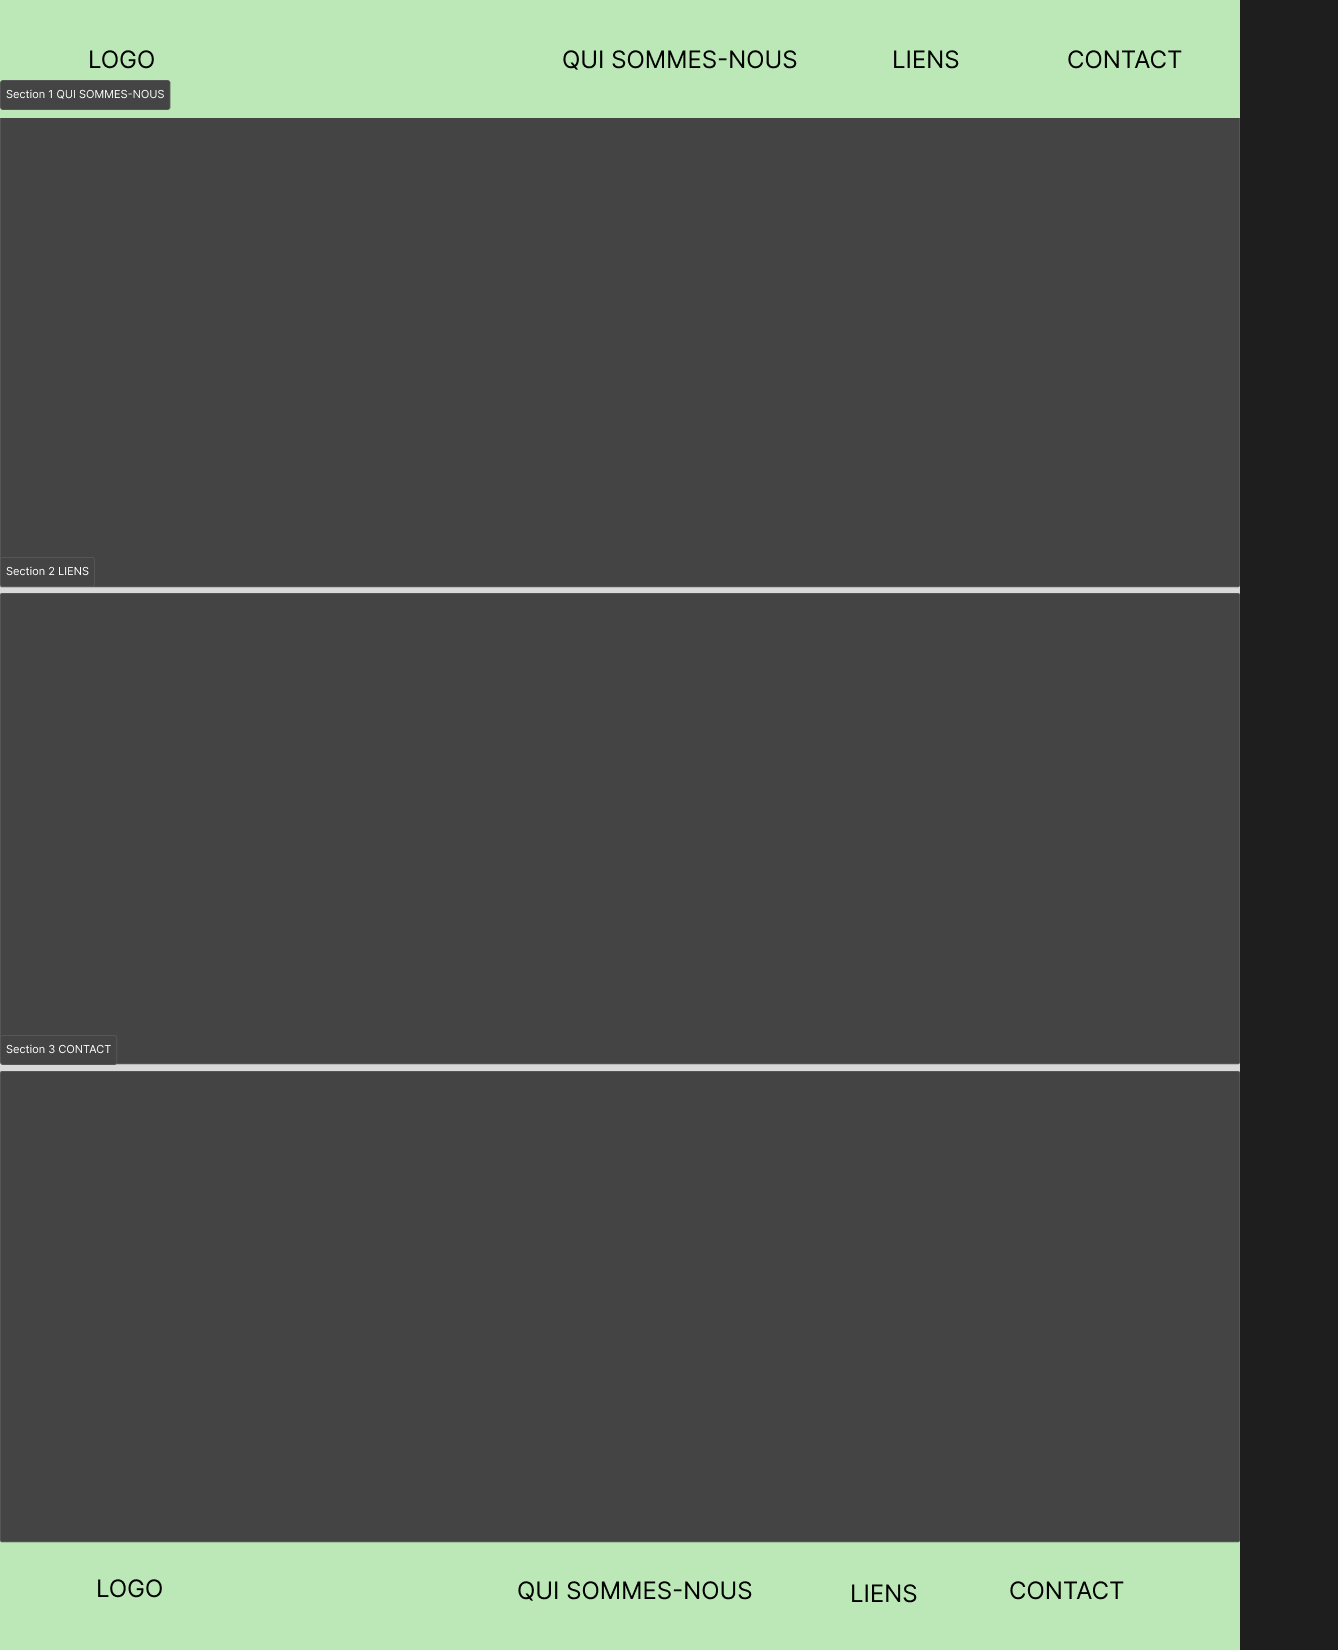 LOGO
QUI SOMMES-NOUS
LIENS
CONTACT
Section 1 QUI SOMMES-NOUS
Section 2 LIENS
Section 3 CONTACT
LOGO
QUI SOMMES-NOUS
LIENS
CONTACT